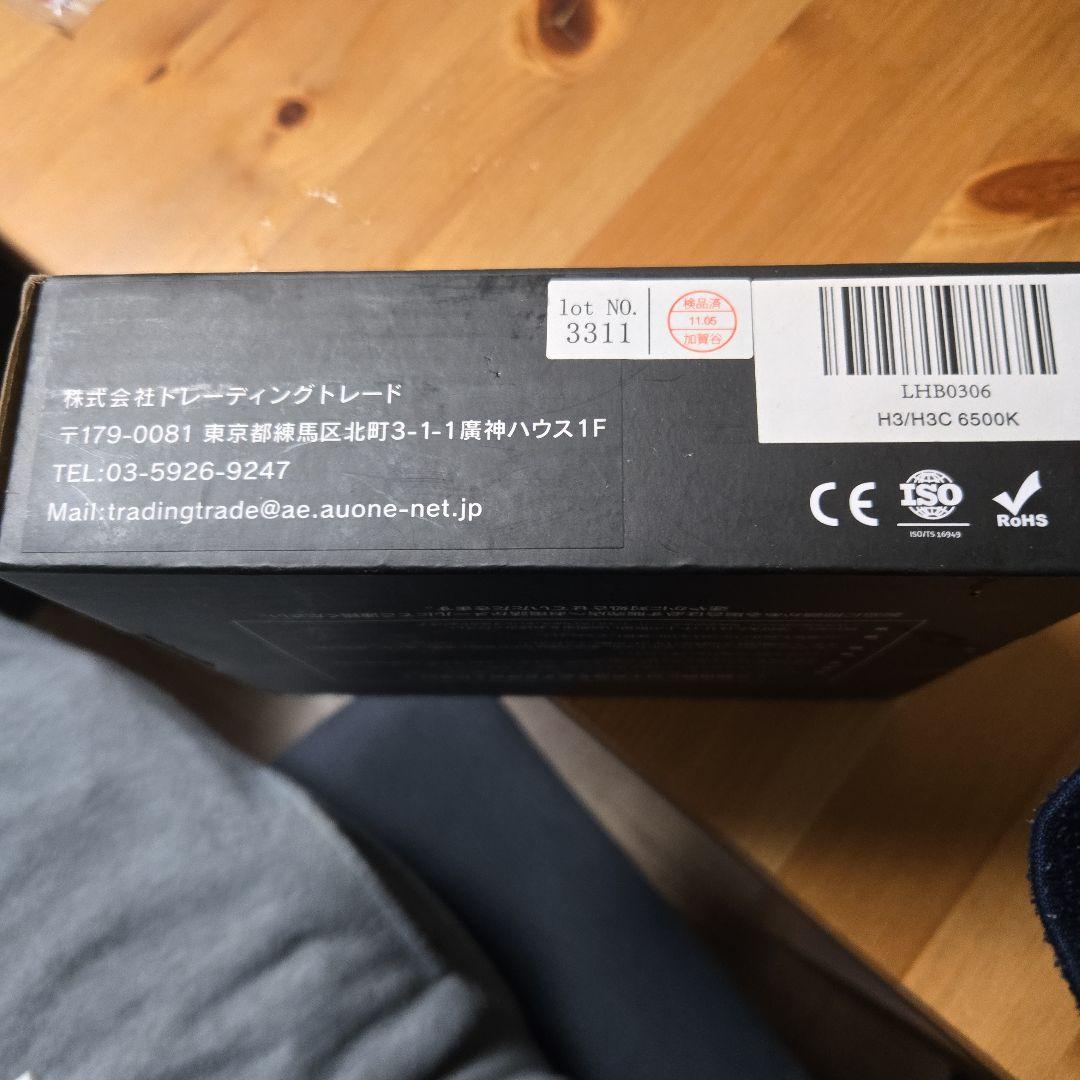 lot NO.
3311
検品済
11.05
加賀谷
LHB0306
H3/H3C 6500K
株式会社トレーディングトレード
〒179-0081 東京都練馬区北町3-1-1廣神ハウス1F
TEL:03-5926-9247
Mail:tradingtrade@ae.auone-net.jp
CE
ISO
ISO/TS 16949
RoHS